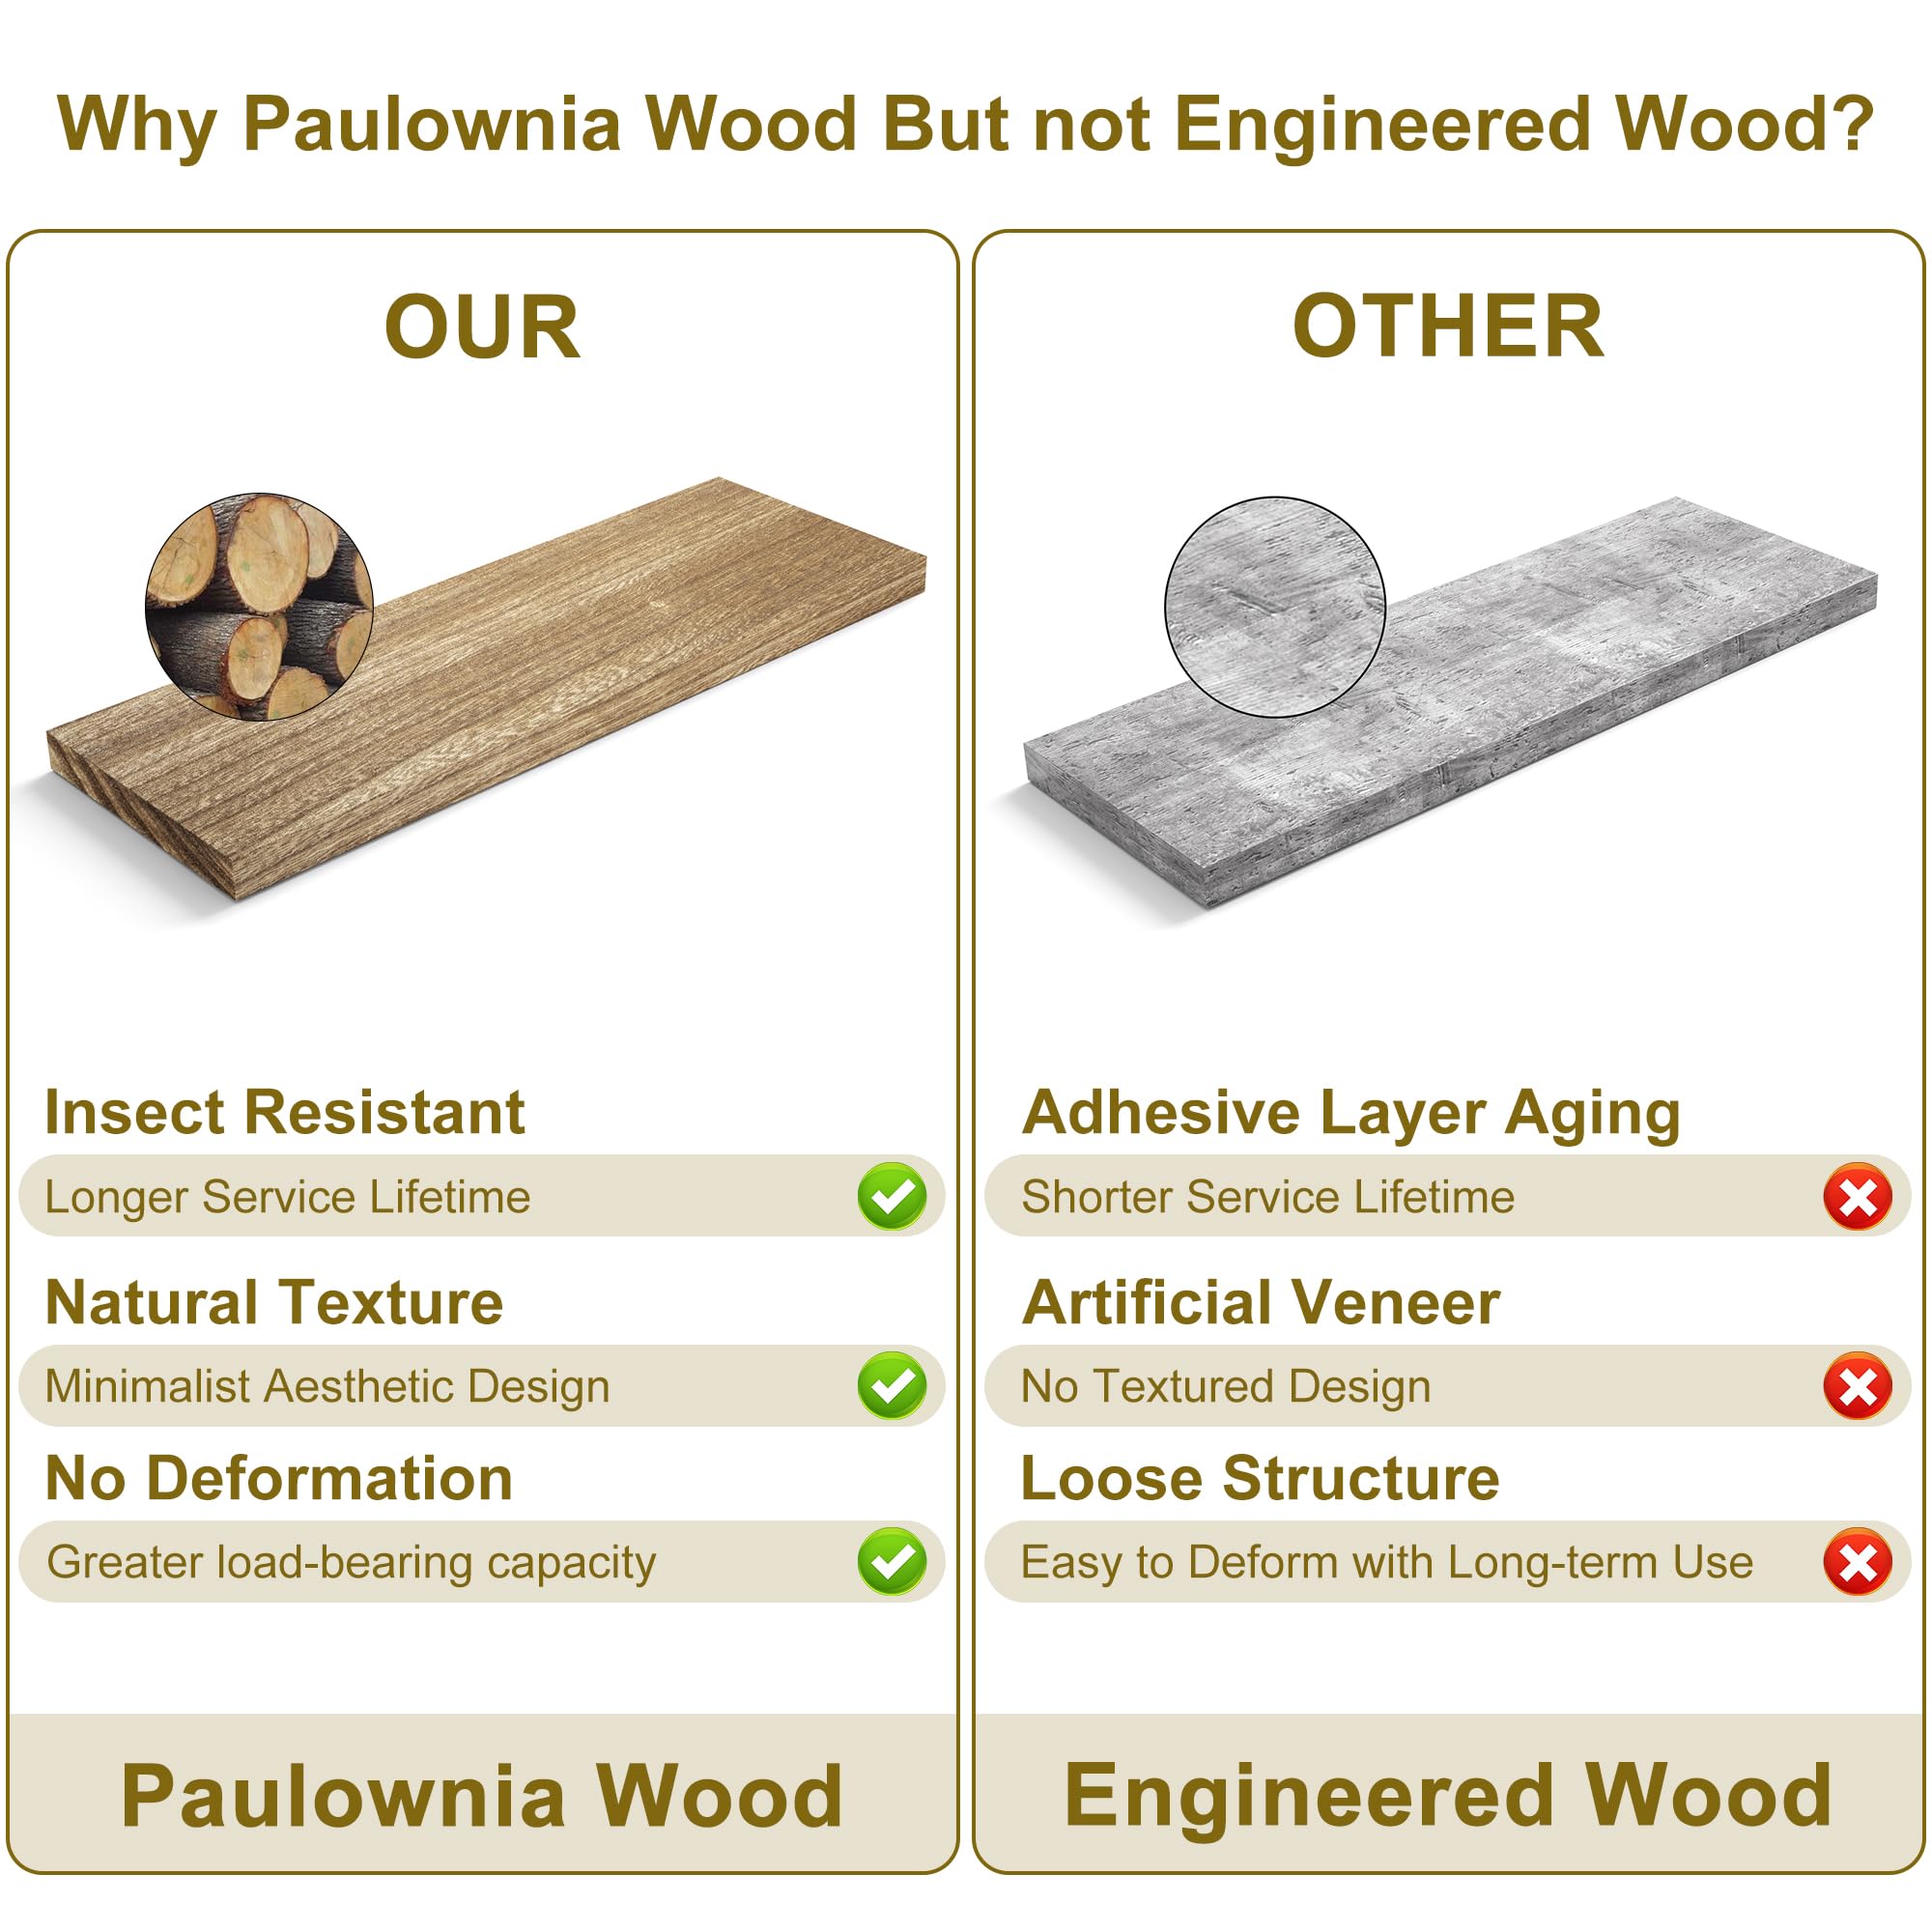 Why Paulownia Wood But not Engineered Wood?
OUR
Insect Resistant
Longer Service Lifetime
Natural Texture
Minimalist Aesthetic Design
No Deformation
Greater load-bearing capacity
Paulownia Wood
OTHER
Adhesive Layer Aging
Shorter Service Lifetime
Artificial Veneer
No Textured Design
Loose Structure
Easy to Deform with Long-term Use
Engineered Wood